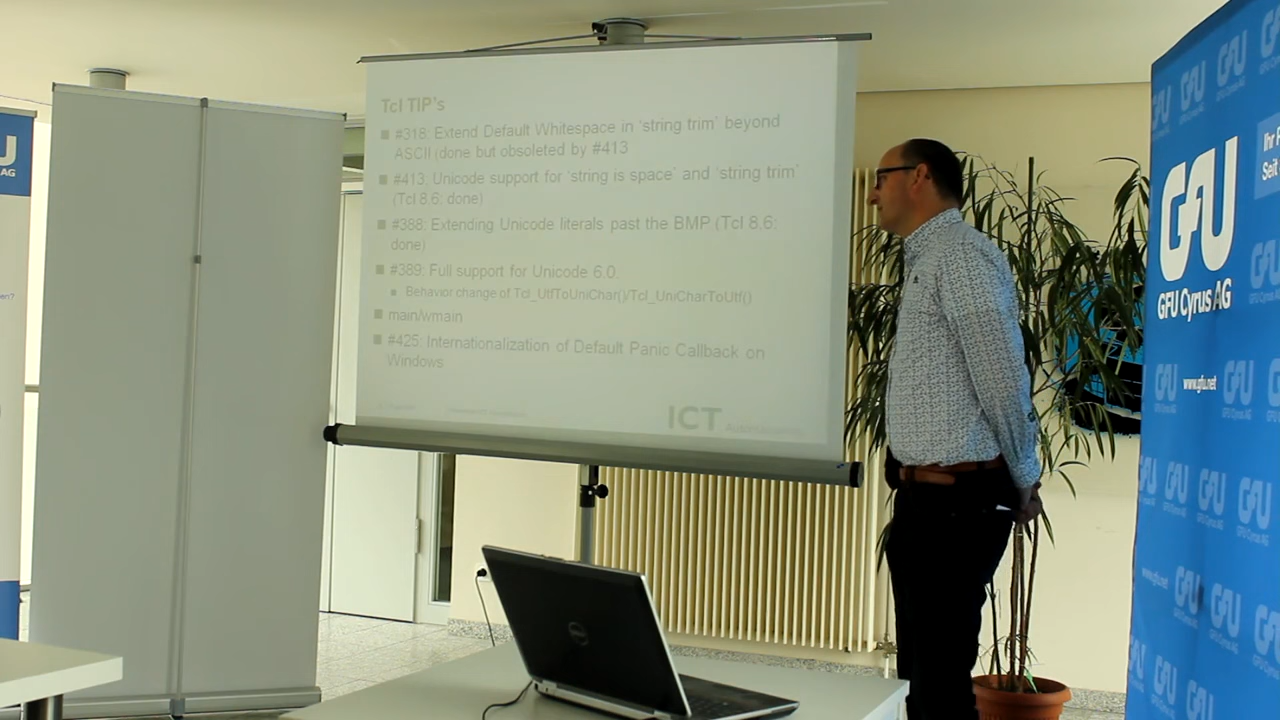 Tcl TIP's
#318: Extend Default Whitespace in 'string trim' beyond
ASCII (done but obsoleted by #413
#413: Unicode support for 'string is space' and 'string trim'
(Tcl 8.6: done)
#388: Extending Unicode literals past the BMP (Tcl 8.6:
done)
#389: Full support for Unicode 6.0.
Behavior change of Tcl_UtfToUniChar()/Tcl_UniCharToUtf()
main/wmain
#425: Internationalization of Default Panic Callback on
Windows
ICT
GFU
GFU Cyrus AG
www.gfu.net
Ihr
Seit
U
AG